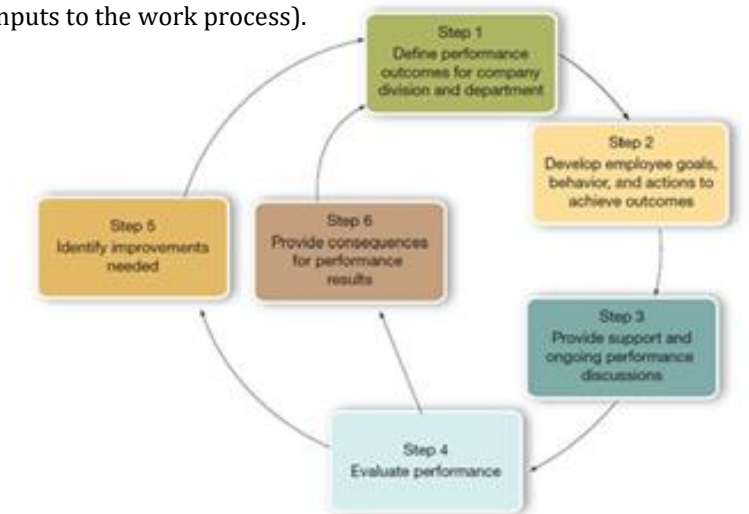 nputs to the work process).
Step 1
Define performance
outcomes for company
division and department
Step 2
Develop employee goals,
behavior, and actions to
achieve outcomes
Step 3
Provide support and
ongoing performance
discussions
Step 4
Evaluate performance
Step 5
Identify improvements
needed
Step 6
Provide consequences
for performance
results